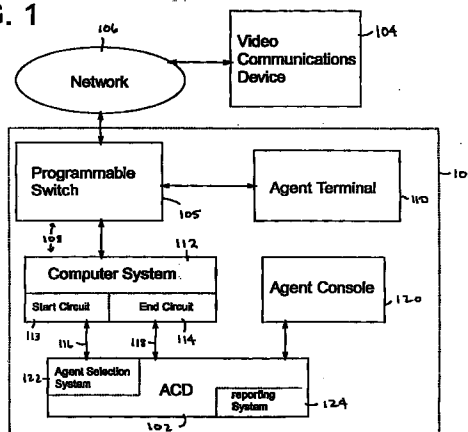 G. 1
106
Network
Video
Communications
Device
104
Programmable
Switch
105
Agent Terminal
110
10
108
112
Computer System
Start Circuit
End Circuit
113
114
Agent Console
120
116
118
122
Agent Selection
System
ACD
reporting
System
124
102